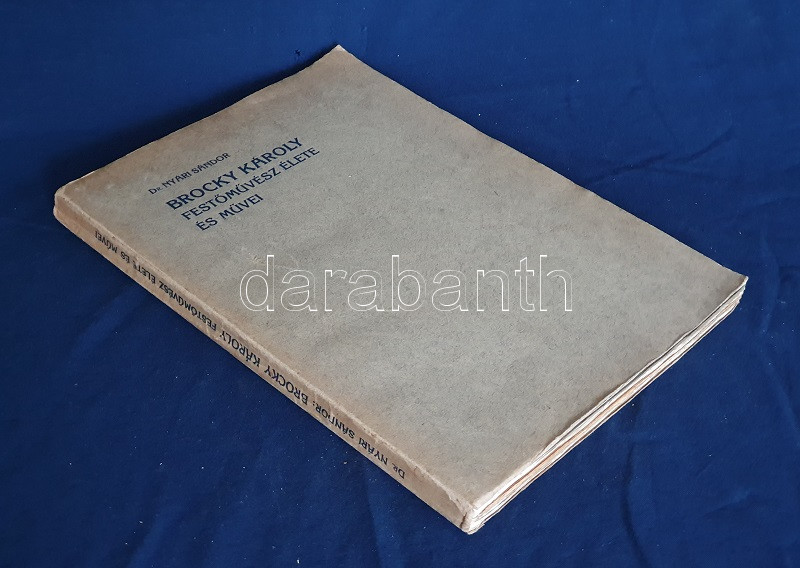 DR NYÁRI SÁNDOR
BROCKY KÁROLY
FESTŐMŰVÉSZ ÉLETE
ÉS MŰVEI
DR. NYÁRI SÁNDOR: BROCKY KÁROLY FESTŐMŰVÉSZ ÉLETE ÉS MŰVEI
darabanth